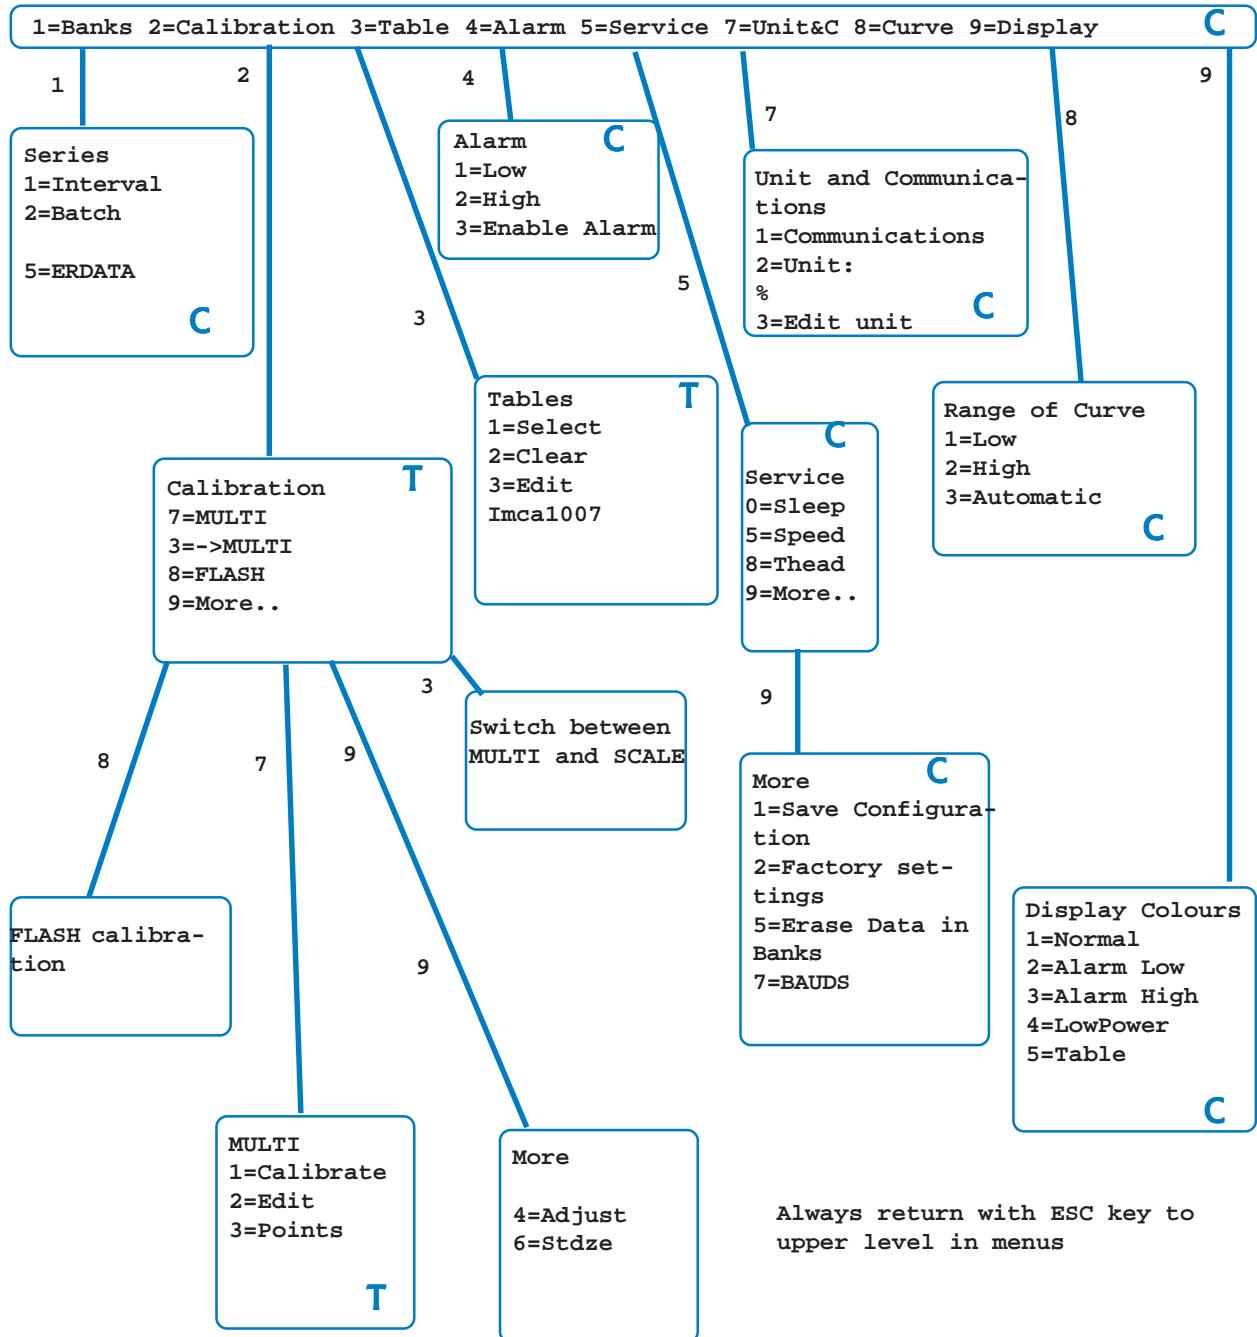 1=Banks 2=Calibration 3=Table 4=Alarm 5=Service 7=Unit&C 8=Curve 9=Display
C
1
2
4
7
8
9
Series
1=Interval
2=Batch
5=ERDATA
C
Alarm
C
1=Low
2=High
3=Enable Alarm
Unit and Communica-
tions
1=Communications
2=Unit:
%
3=Edit unit
C
3
5
Tables
T
1=Select
2=Clear
3=Edit
Imca1007
Range of Curve
1=Low
2=High
3=Automatic
C
Calibration
T
7=MULTI
3=->MULTI
8=FLASH
9=More..
C
Service
0=Sleep
5=Speed
8=Thead
9=More..
3
9
8
7
9
Switch between
MULTI and SCALE
More
C
1=Save Configura-
tion
2=Factory set-
tings
5=Erase Data in
Banks
7=BAUDS
FLASH calibra-
tion
9
Display Colours
1=Normal
2=Alarm Low
3=Alarm High
4=LowPower
5=Table
C
MULTI
1=Calibrate
2=Edit
3=Points
T
More
4=Adjust
6=Stdze
Always return with ESC key to
upper level in menus